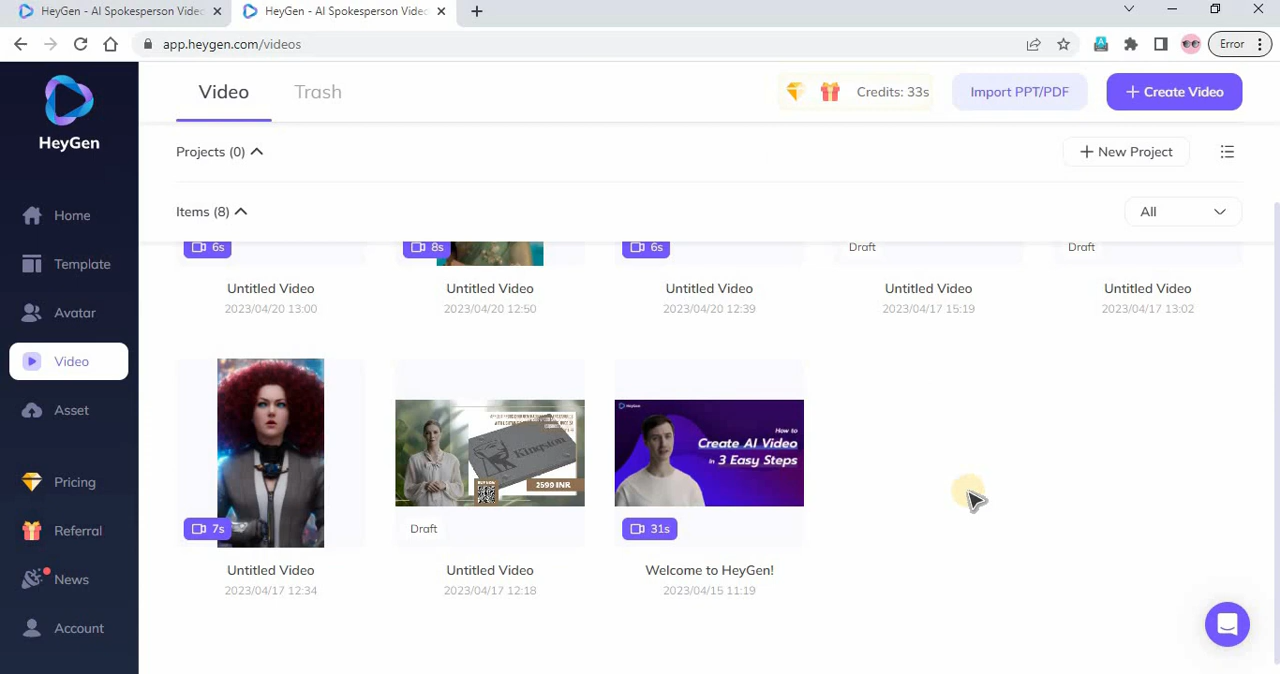 HeyGen - AI Spokesperson Video
HeyGen - AI Spokesperson Video
app.heygen.com/videos
Error
HeyGen
Home
Template
Avatar
Video
Asset
Pricing
Referral
News
Account
Video
Trash
Credits: 33s
Import PPT/PDF
+ Create Video
Projects (0)
+ New Project
Items (8)
All
6s
8s
6s
Draft
Draft
Untitled Video
Untitled Video
Untitled Video
Untitled Video
Untitled Video
2023/04/20 13:00
2023/04/20 12:50
2023/04/20 12:39
2023/04/17 15:19
2023/04/17 13:02
7s
Kingston
2599 INR
Draft
HeyGen
How to
Create AI Video
in 3 Easy Steps
31s
Untitled Video
Untitled Video
Welcome to HeyGen!
2023/04/17 12:34
2023/04/17 12:18
2023/04/15 11:19